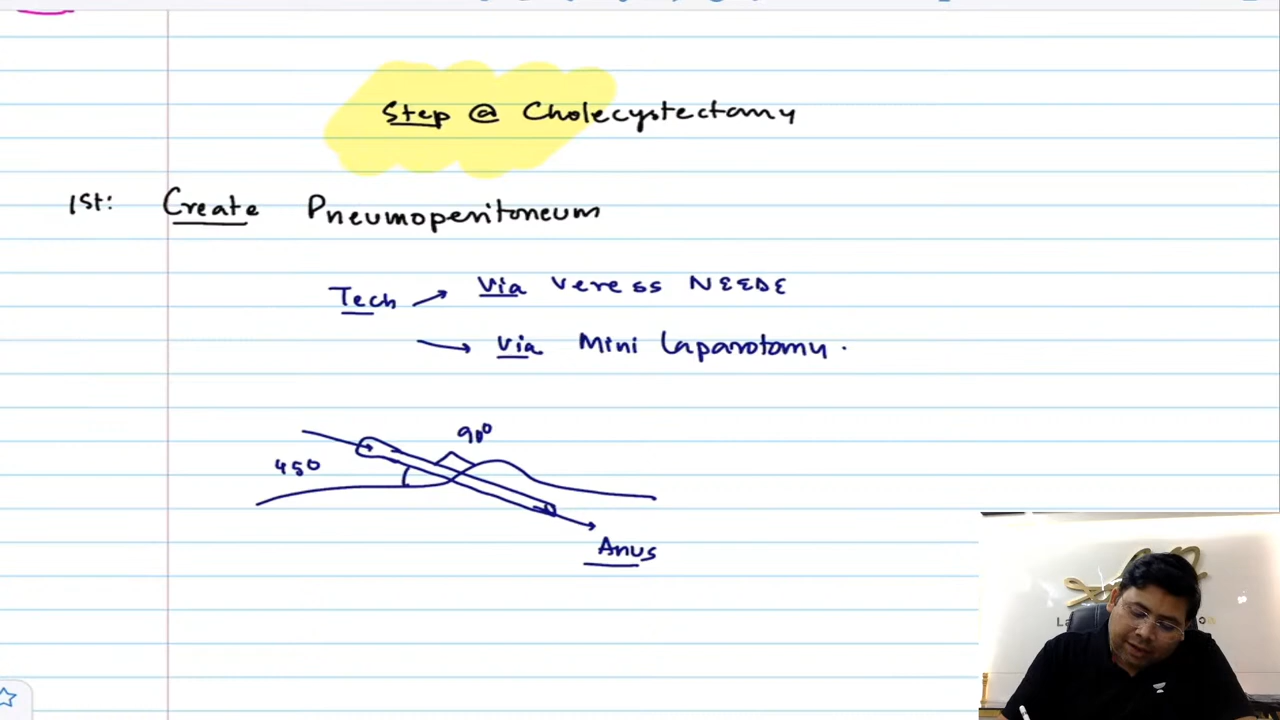 Step @ Cholecystectomy
1st: Create Pneumoperitoneum
Tech → Via Veress NEEDE
→ Via Mini Laparotomy.
90°
45°
Anus